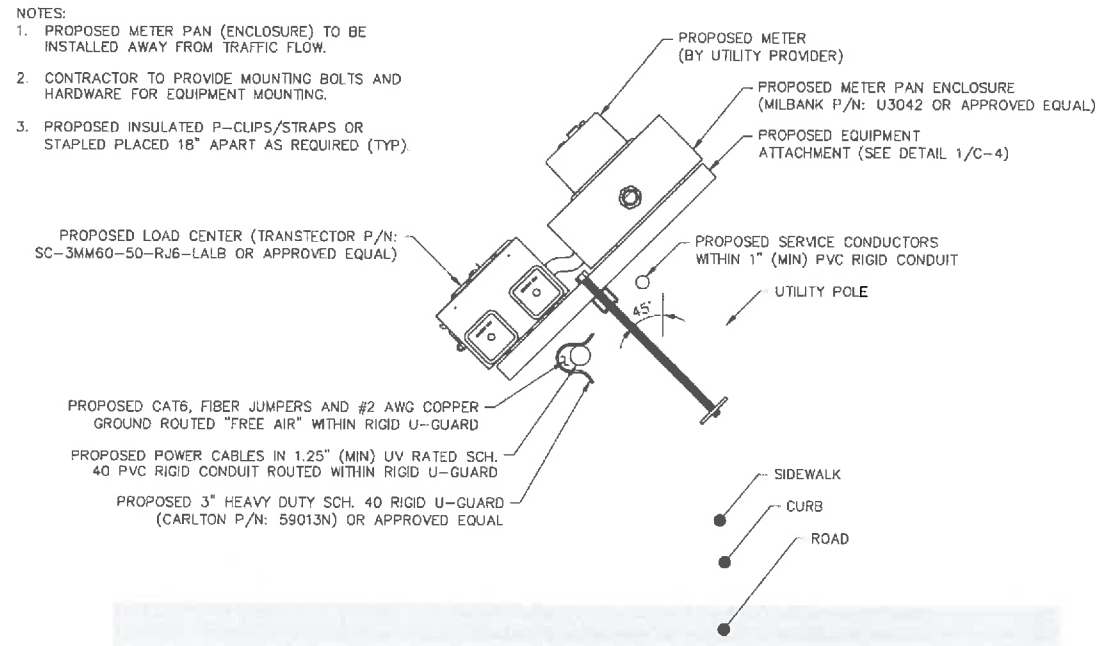 NOTES:
1. PROPOSED METER PAN (ENCLOSURE) TO BE
INSTALLED AWAY FROM TRAFFIC FLOW.
2. CONTRACTOR TO PROVIDE MOUNTING BOLTS AND
HARDWARE FOR EQUIPMENT MOUNTING.
3. PROPOSED INSULATED P-CLIPS/STRAPS OR
STAPLED PLACED 18" APART AS REQUIRED (TYP).
PROPOSED METER
(BY UTILITY PROVIDER)
PROPOSED METER PAN ENCLOSURE
(MILBANK P/N: U3042 OR APPROVED EQUAL)
PROPOSED EQUIPMENT
ATTACHMENT (SEE DETAIL 1/C-4)
PROPOSED LOAD CENTER (TRANSTECTOR P/N:
SC-3MM60-50-RJ6-LALB OR APPROVED EQUAL)
PROPOSED SERVICE CONDUCTORS
WITHIN 1" (MIN) PVC RIGID CONDUIT
UTILITY POLE
45°
PROPOSED CAT6, FIBER JUMPERS AND #2 AWG COPPER
GROUND ROUTED "FREE AIR" WITHIN RIGID U-GUARD
PROPOSED POWER CABLES IN 1.25" (MIN) UV RATED SCH.
40 PVC RIGID CONDUIT ROUTED WITHIN RIGID U-GUARD
PROPOSED 3" HEAVY DUTY SCH. 40 RIGID U-GUARD
(CARLTON P/N: 59013N) OR APPROVED EQUAL
SIDEWALK
CURB
ROAD